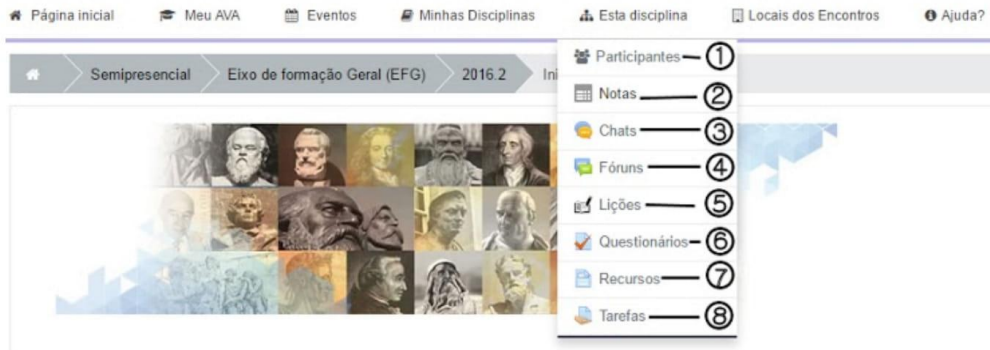 Página inicial Meu AVA Eventos Minhas Disciplinas Esta disciplina Locais dos Encontros Ajuda?
Semipresencial Eixo de formação Geral (EFG) 2016.2 Ini
Participantes 1
Notas 2
Chats 3
Fóruns 4
Lições 5
Questionários 6
Recursos 7
Tarefas 8